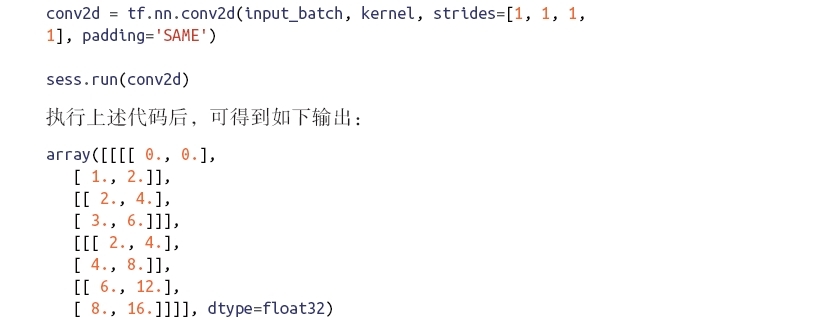 conv2d = tf.nn.conv2d(input_batch, kernel, strides=[1, 1, 1,
1], padding='SAME')
sess.run(conv2d)
执行上述代码后，可得到如下输出：
array([[[[ 0., 0.],
[ 1., 2.]],
[[ 2., 4.],
[ 3., 6.]]],
[[[ 2., 4.],
[ 4., 8.]],
[[ 6., 12.],
[ 8., 16.]]]], dtype=float32)